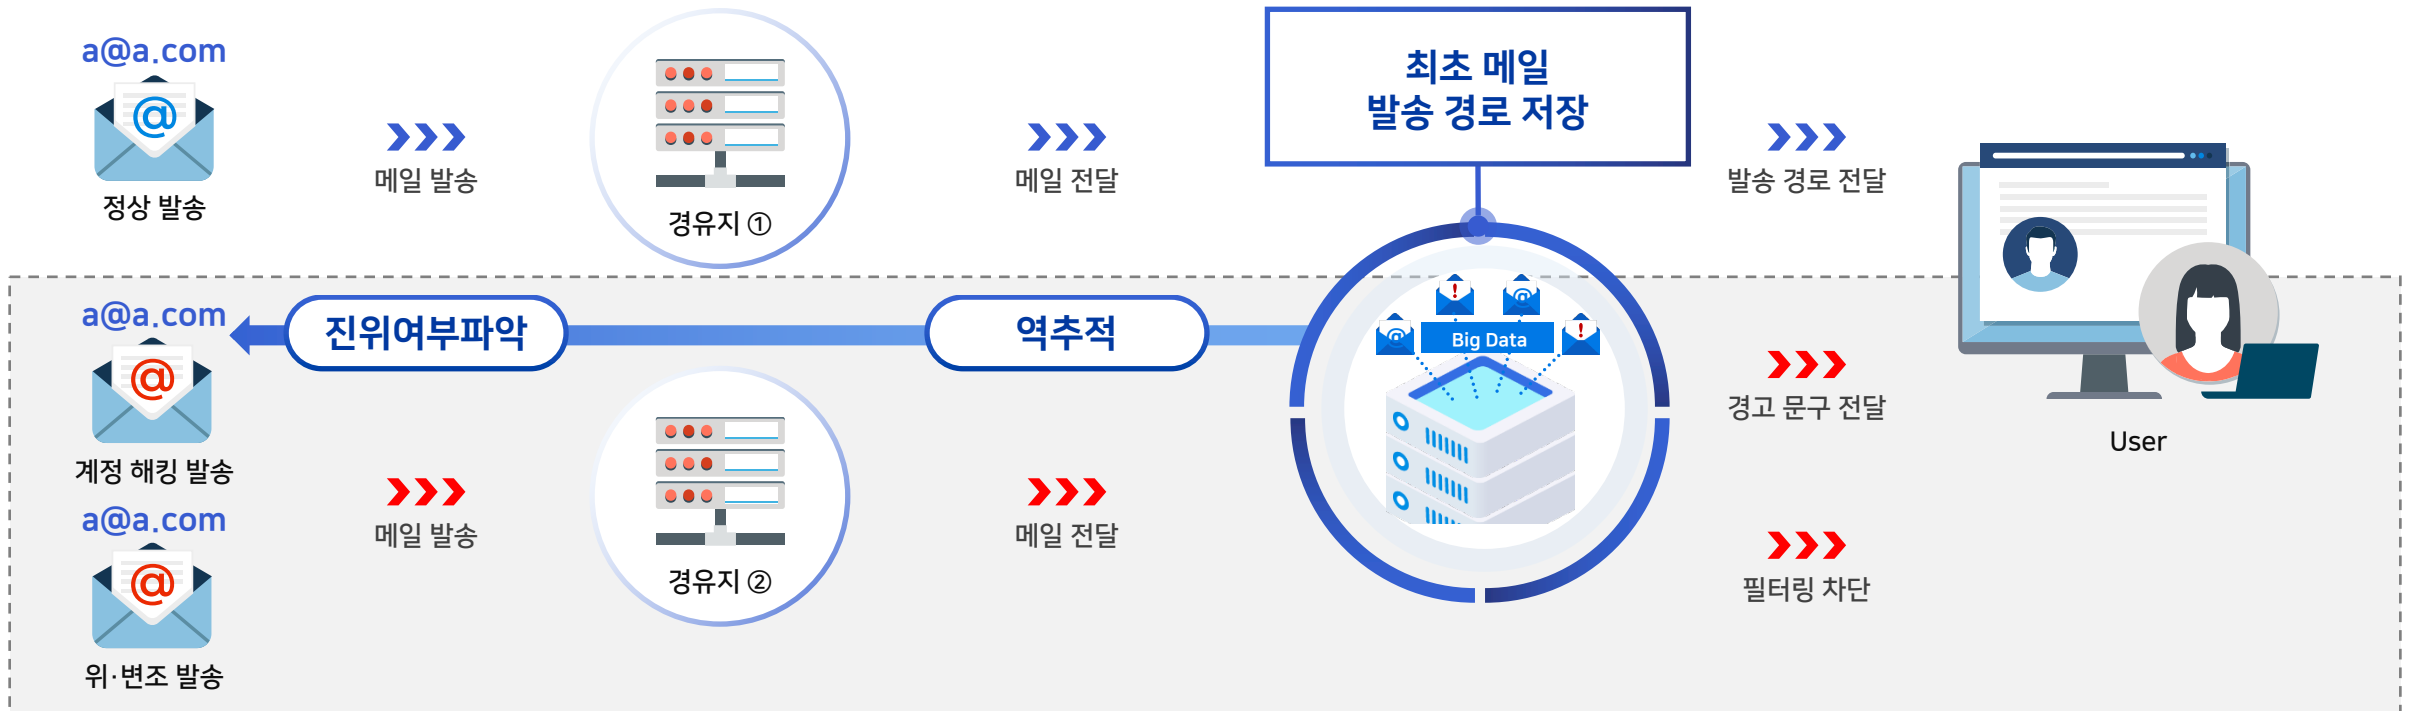 a@a.com
정상 발송
메일 발송
경유지 ①
메일 전달
최초 메일
발송 경로 저장
발송 경로 전달
a@a.com
진위여부파악
역추적
Big Data
계정 해킹 발송
경고 문구 전달
User
a@a.com
메일 발송
경유지 ②
메일 전달
필터링 차단
위·변조 발송